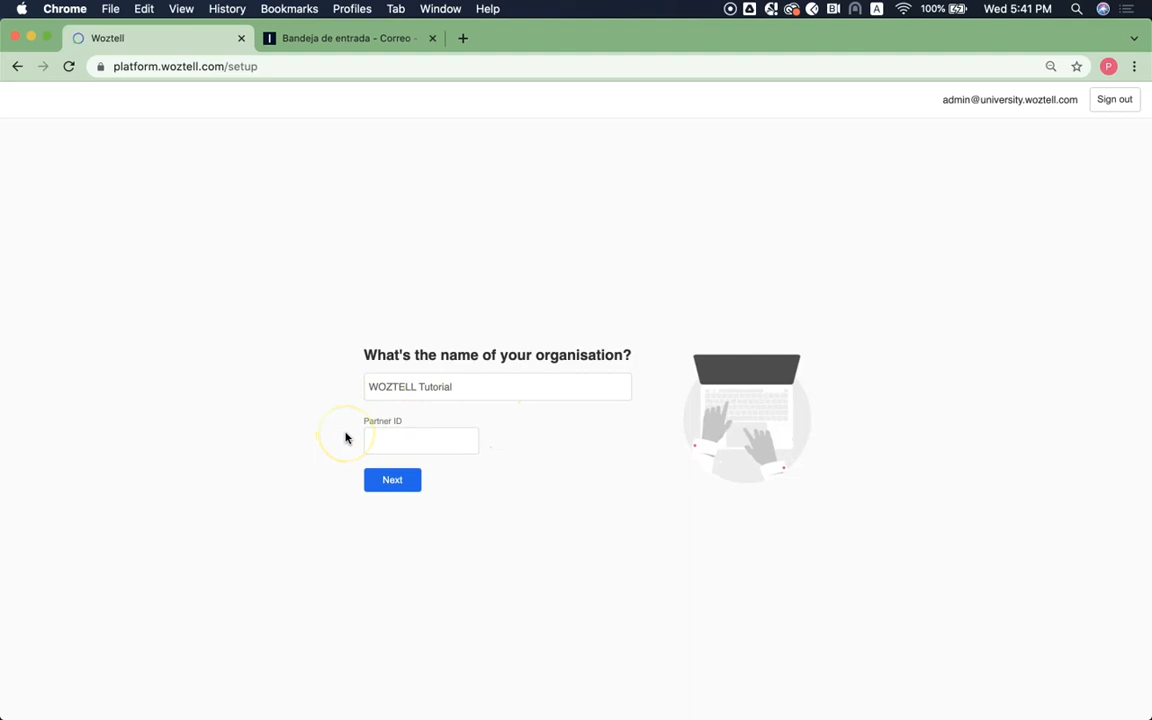 Chrome File Edit View History Bookmarks Profiles Tab Window Help 100% Wed 5:41 PM
Woztell Bandeja de entrada - Correo -
platform.woztell.com/setup P
admin@university.woztell.com Sign out
What's the name of your organisation?
WOZTELL Tutorial
Partner ID
Next